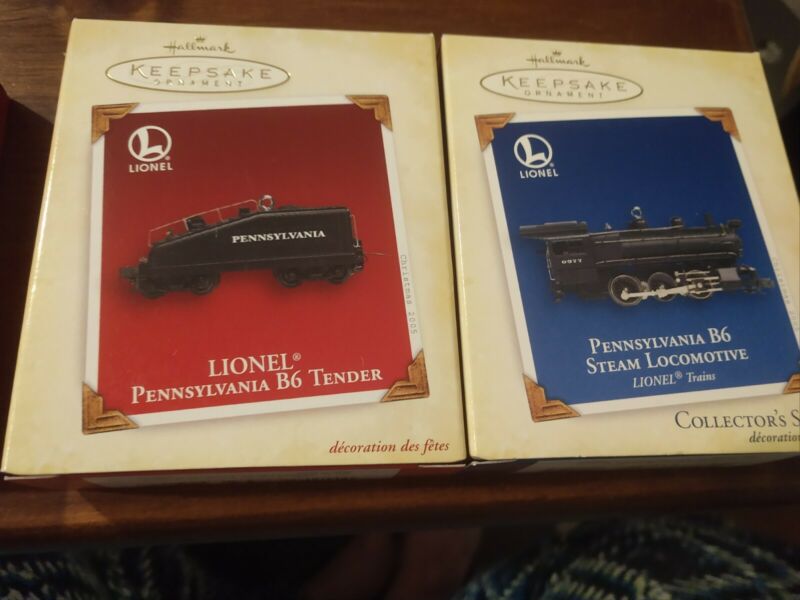 Hallmark
KEEPSAKE
ORNAMENT
L
LIONEL®
PENNSYLVANIA
Christmas 2005
LIONEL®
PENNSYLVANIA B6 TENDER
décoration des fêtes
Hallmark
KEEPSAKE
ORNAMENT
L
LIONEL®
PENNSYLVANIA B6
STEAM LOCOMOTIVE
LIONEL® Trains
COLLECTOR'S S
décoration